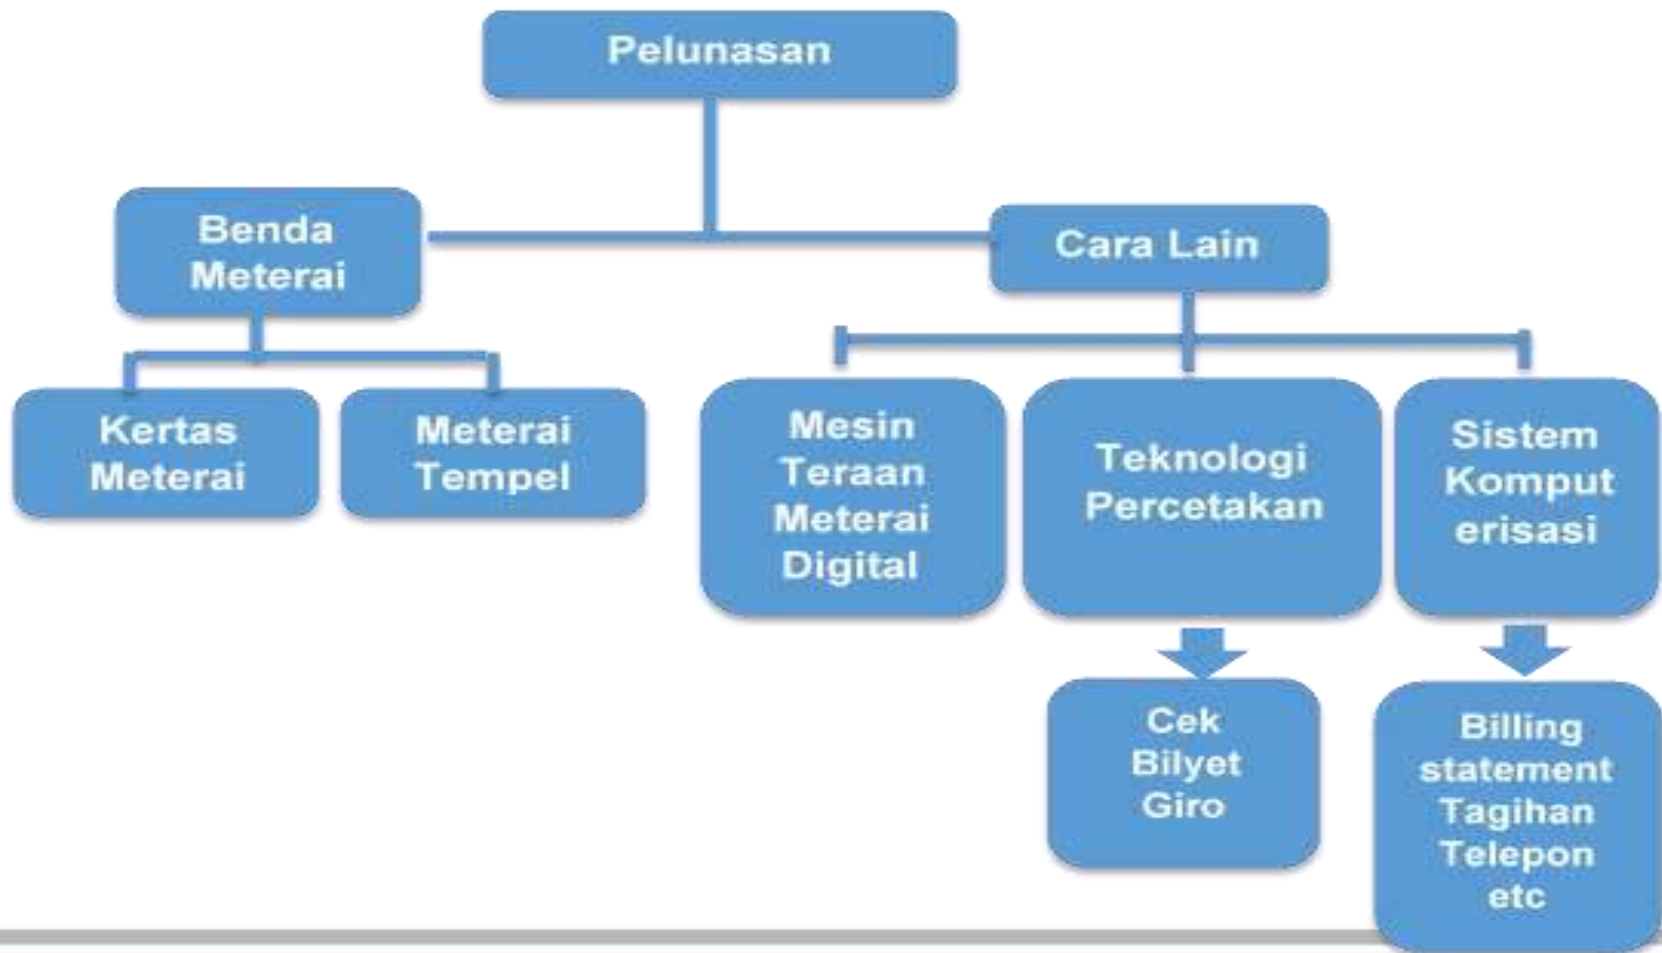 Pelunasan
Benda
Meterai
Cara Lain
Kertas
Meterai
Meterai
Tempel
Mesin
Teraan
Meterai
Digital
Teknologi
Percetakan
Sistem
Komput
erisasi
Cek
Bilyet
Giro
Billing
statement
Tagihan
Telepon
etc